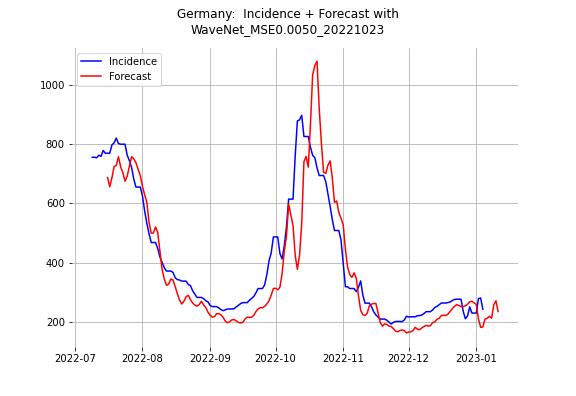 Germany:  Incidence + Forecast with
WaveNet_MSE0.0050_20221023
Incidence
Forecast
1000
800
600
400
200
2022-07 2022-08 2022-09 2022-10 2022-11 2022-12 2023-01